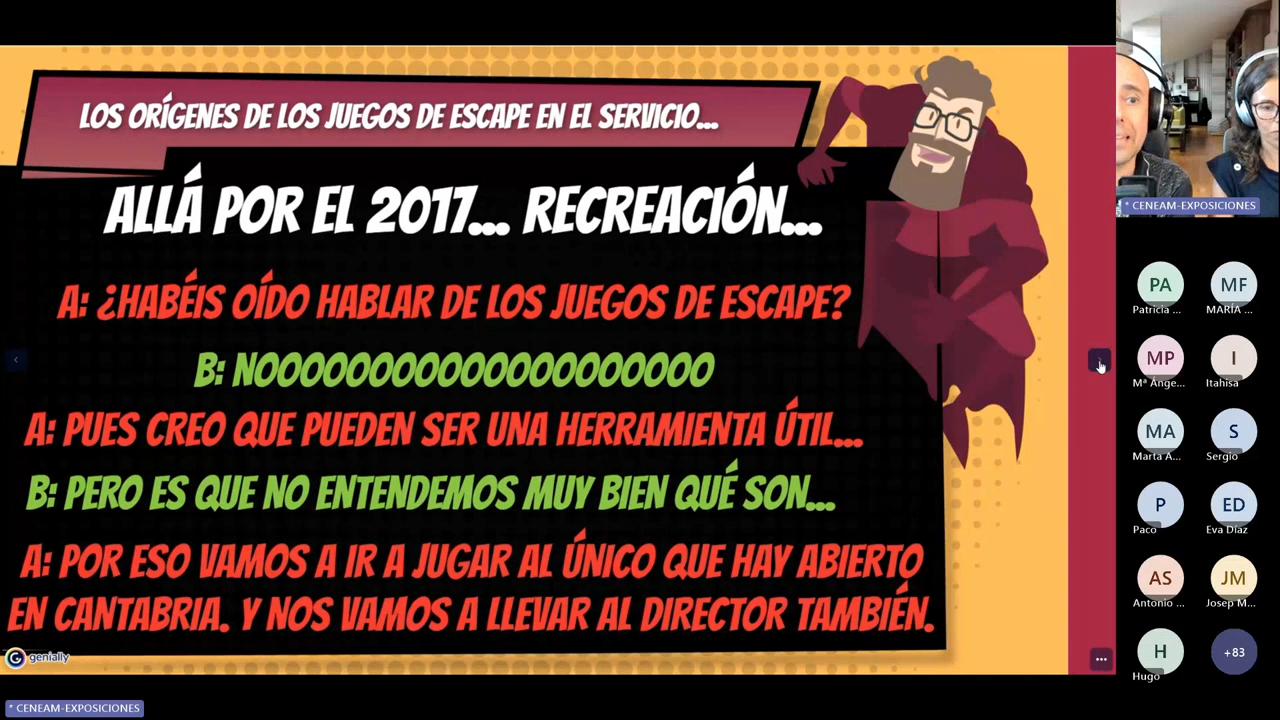 LOS ORÍGENES DE LOS JUEGOS DE ESCAPE EN EL SERVICIO...
ALLÁ POR EL 2017... RECREACIÓN...
A: ¿HABÉIS OÍDO HABLAR DE LOS JUEGOS DE ESCAPE?
B: NOOOOOOOOOOOOOOOOOOOO
A: PUES CREO QUE PUEDEN SER UNA HERRAMIENTA ÚTIL...
B: PERO ES QUE NO ENTENDEMOS MUY BIEN QUÉ SON...
A: POR ESO VAMOS A IR A JUGAR AL ÚNICO QUE HAY ABIERTO
EN CANTABRIA. Y NOS VAMOS A LLEVAR AL DIRECTOR TAMBIÉN.
G genially
* CENEAM-EXPOSICIONES
* CENEAM-EXPOSICIONES
PA MF
Patricia ... MARÍA ...
MP I
Mª Ánge... Itahisa
MA S
Marta A... Sergio
P ED
Paco Eva Díaz
AS JM
Antonio ... Josep M...
H +83
Hugo